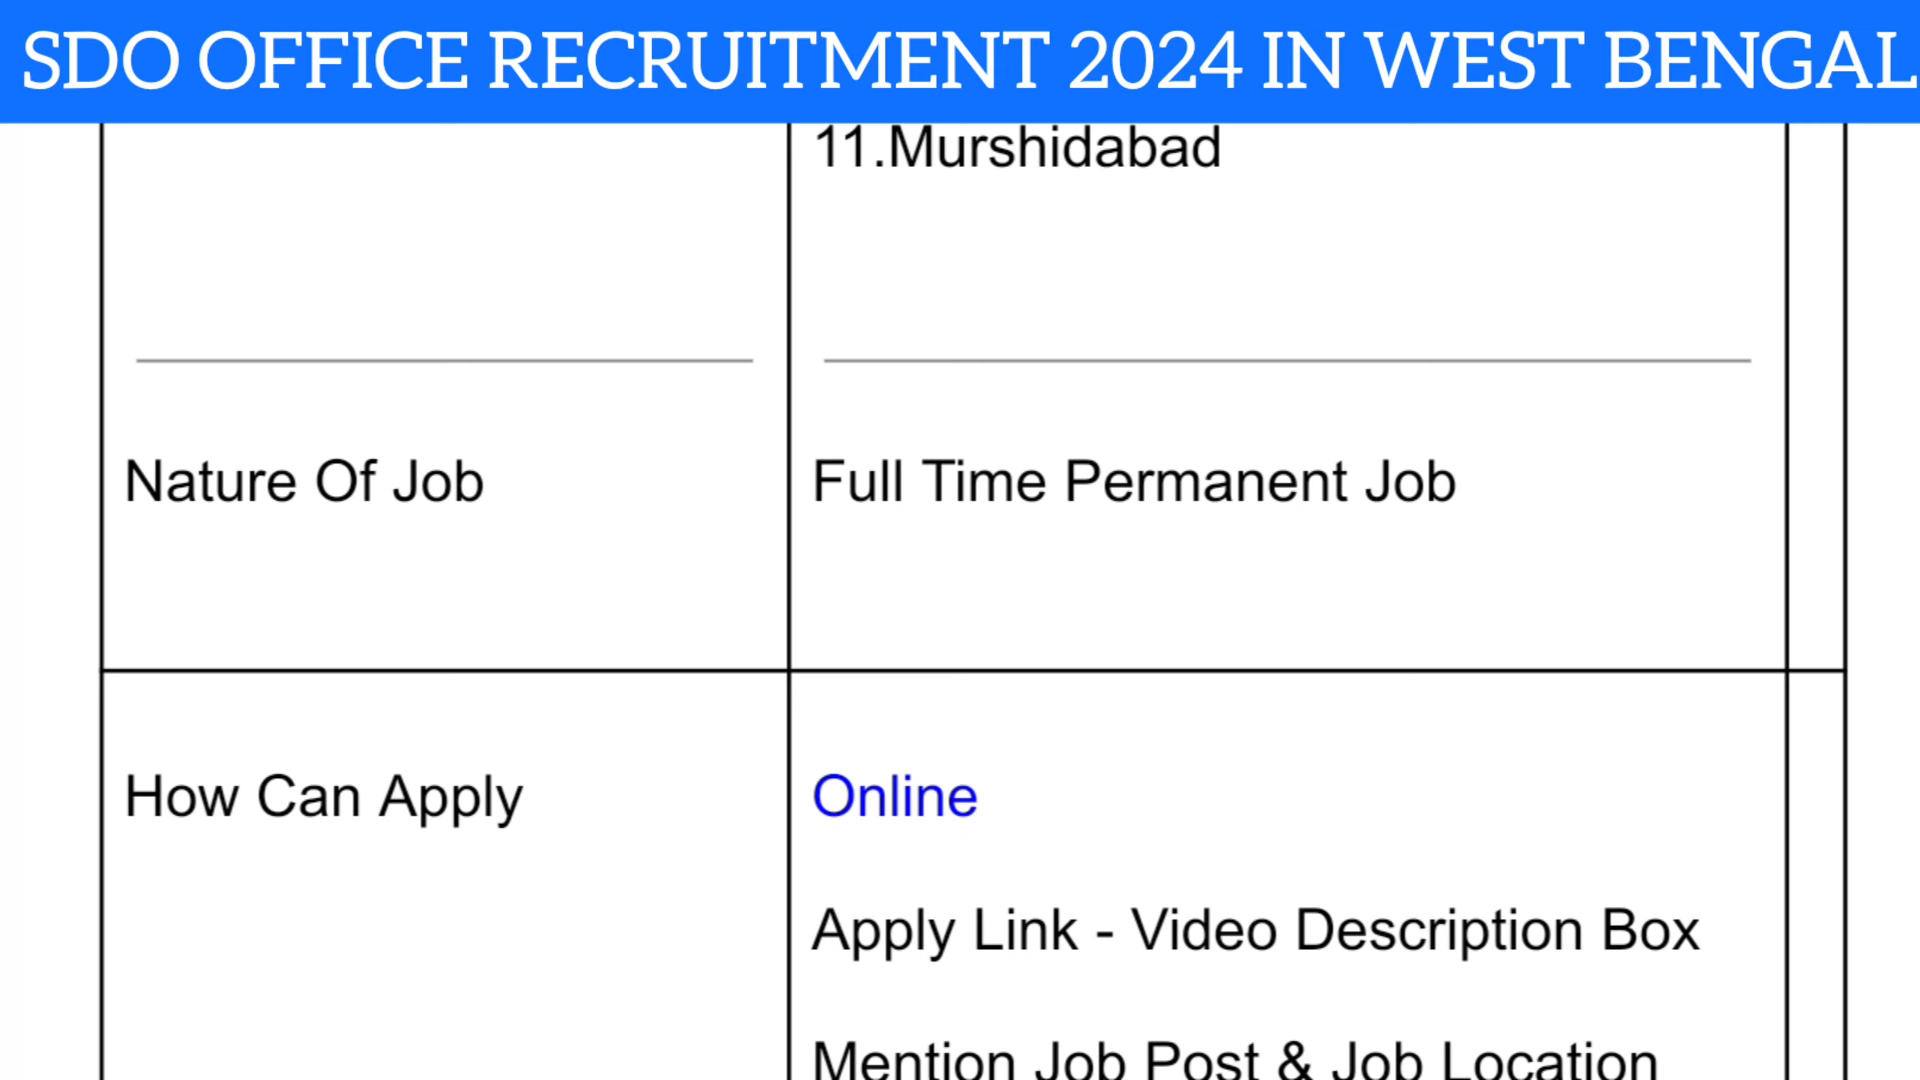 SDO OFFICE RECRUITMENT 2024 IN WEST BENGAL
11.Murshidabad
Nature Of Job
Full Time Permanent Job
How Can Apply
Online
Apply Link - Video Description Box
Mention Job Post & Job Location